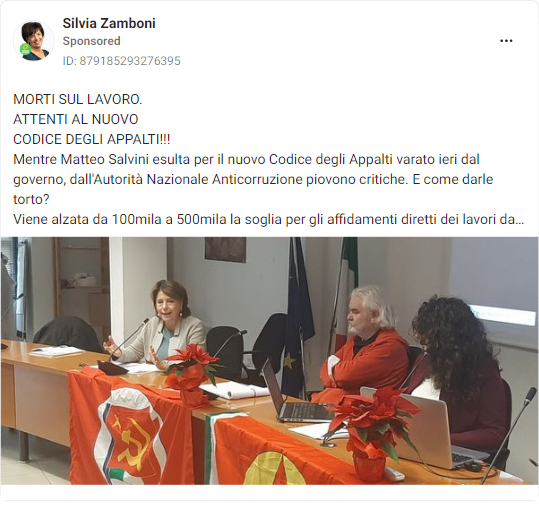 Silvia Zamboni
Sponsored
ID: 879185293276395
MORTI SUL LAVORO.
ATTENTI AL NUOVO
CODICE DEGLI APPALTI!!!
Mentre Matteo Salvini esulta per il nuovo Codice degli Appalti varato ieri dal
governo, dall'Autorità Nazionale Anticorruzione piovono critiche. E come darle
torto?
Viene alzata da 100mila a 500mila la soglia per gli affidamenti diretti dei lavori da...